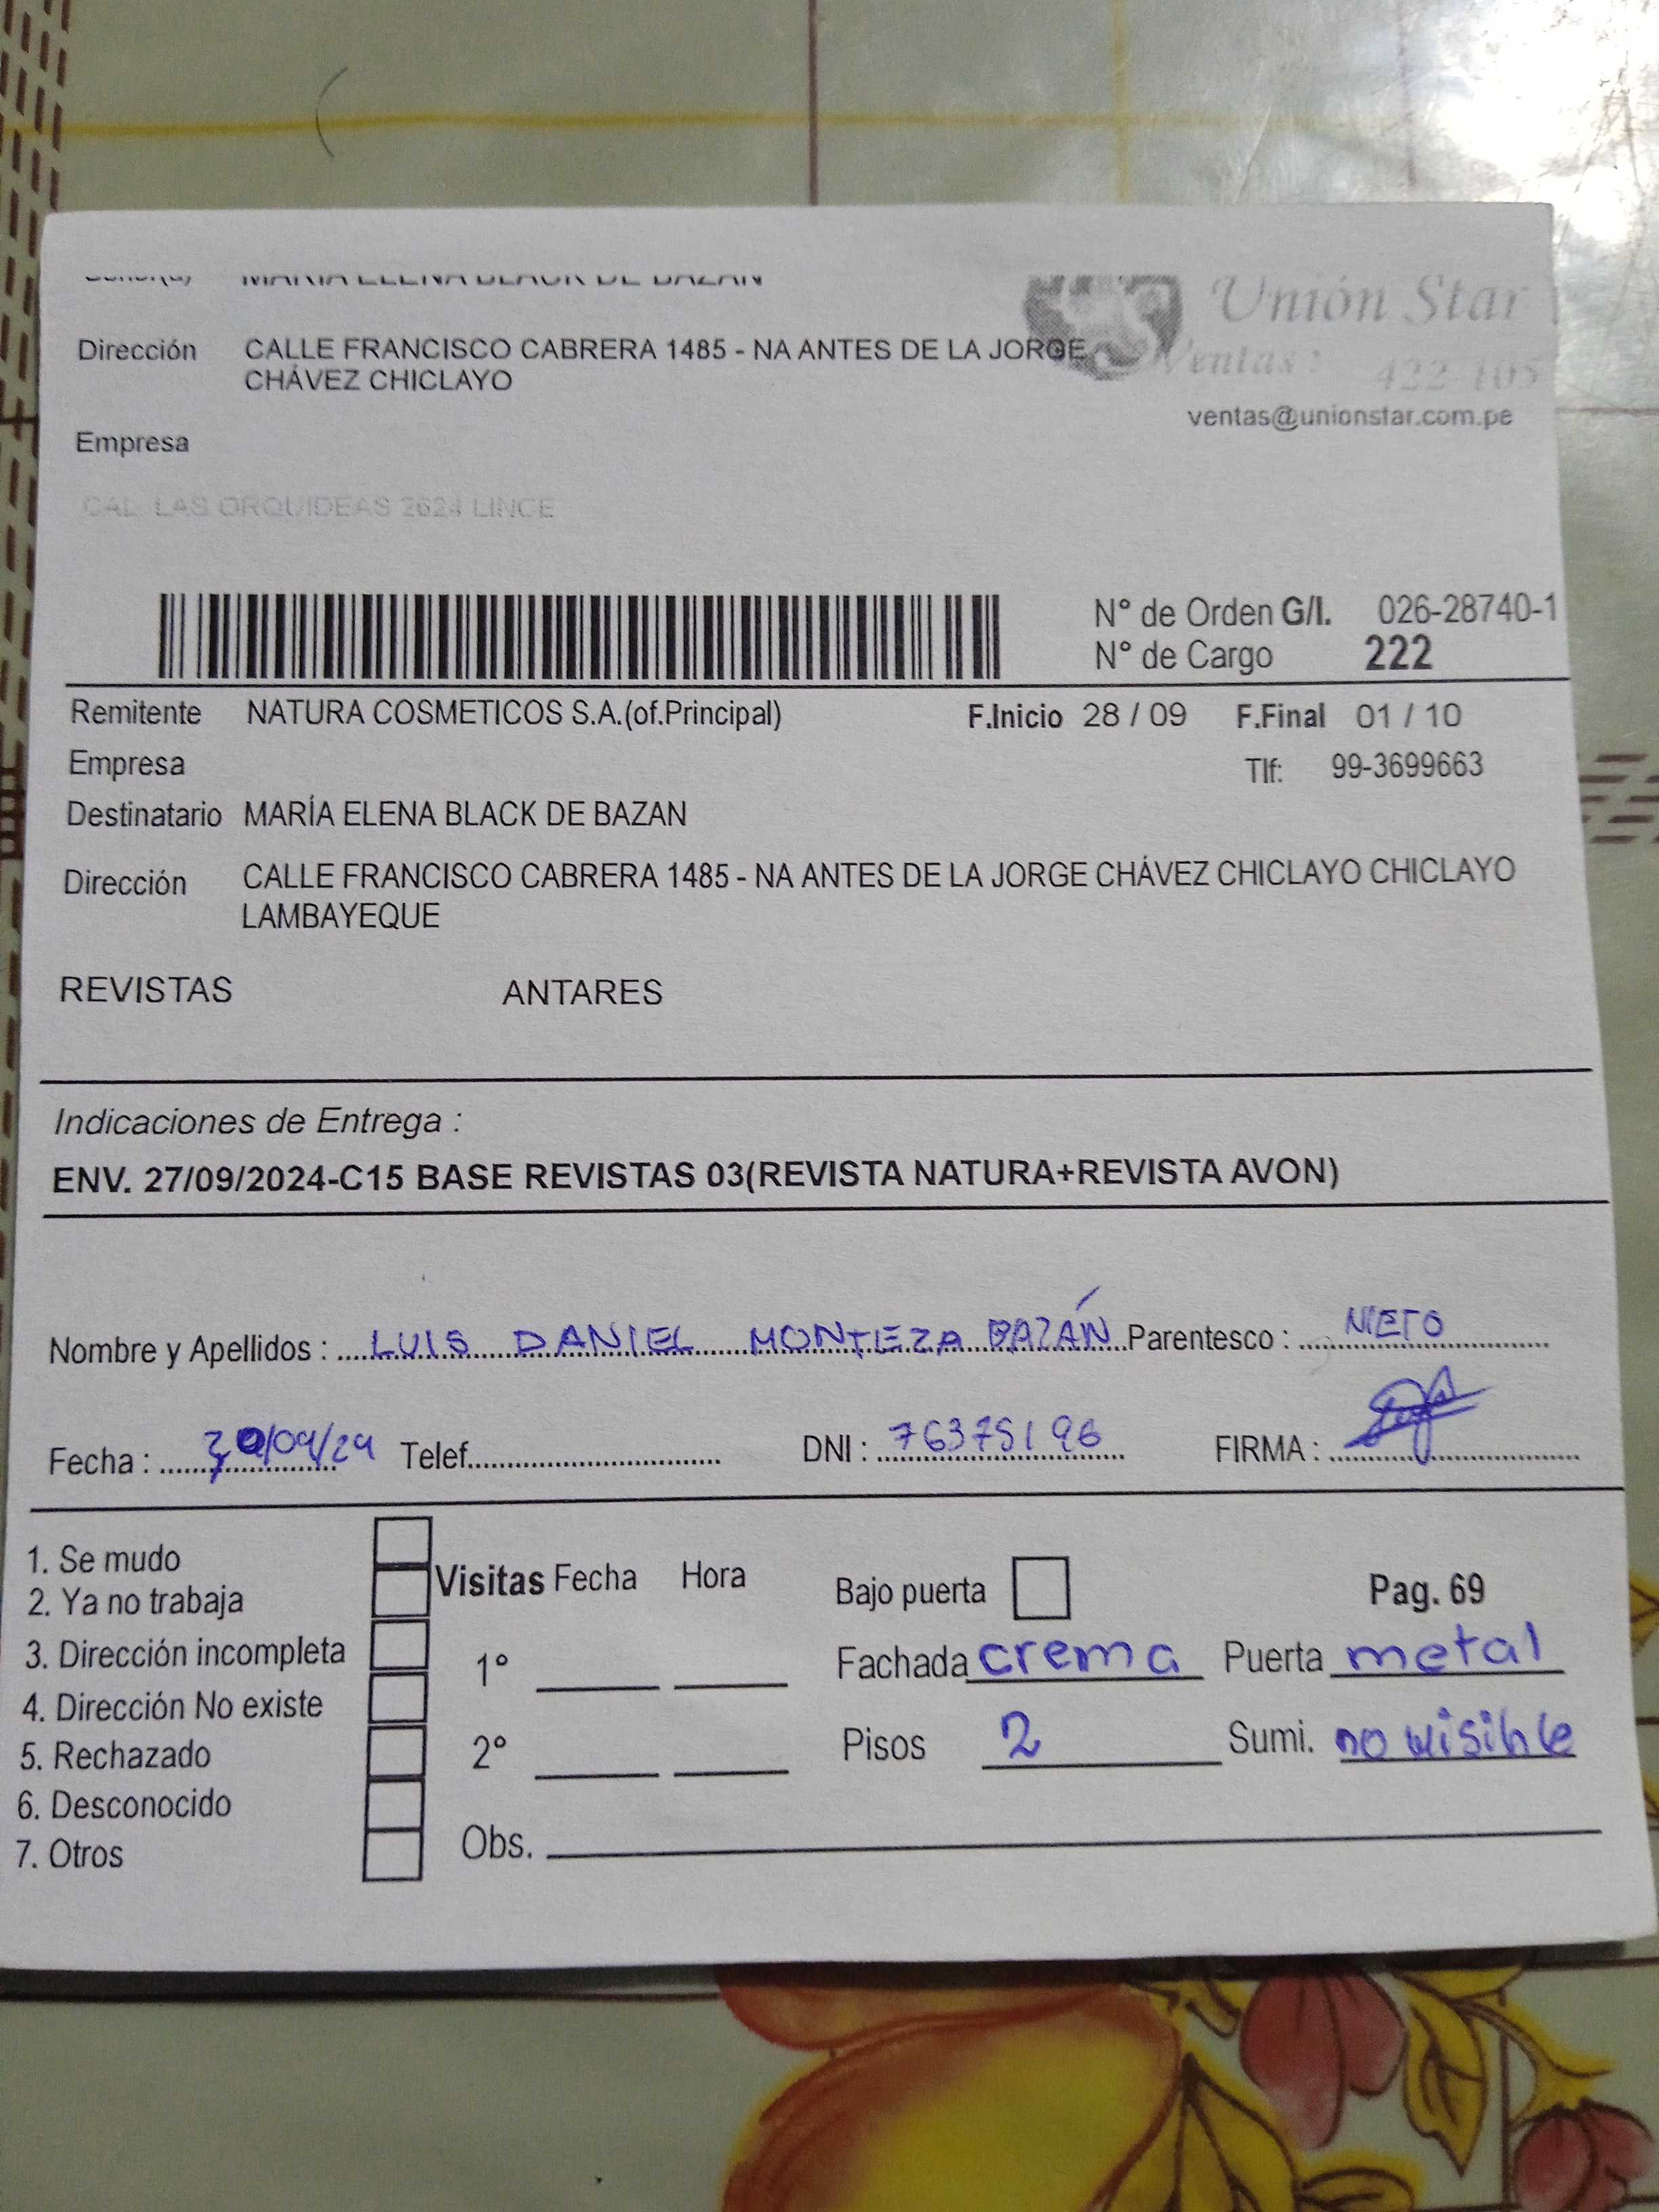 MARÍA ELENA BLACK DE BAZAN
Unión Star
Dirección CALLE FRANCISCO CABRERA 1485 - NA ANTES DE LA JORGE
CHÁVEZ CHICLAYO
Ventas: 422-105
ventas@unionstar.com.pe
Empresa
CAL. LAS ORQUIDEAS 2624 LINCE
N° de Orden G/I. 026-28740-1
N° de Cargo 222
Remitente NATURA COSMETICOS S.A.(of.Principal) F.Inicio 28 / 09 F.Final 01 / 10
Empresa Tlf: 99-3699663
Destinatario MARÍA ELENA BLACK DE BAZAN
Dirección CALLE FRANCISCO CABRERA 1485 - NA ANTES DE LA JORGE CHÁVEZ CHICLAYO CHICLAYO
LAMBAYEQUE
REVISTAS ANTARES
Indicaciones de Entrega :
ENV. 27/09/2024-C15 BASE REVISTAS 03(REVISTA NATURA+REVISTA AVON)
Nombre y Apellidos : LUIS DANIEL MONTEZA BAZÁN Parentesco : NIETO
Fecha : 30/09/24 Telef. DNI : 76375196 FIRMA :
1. Se mudo
2. Ya no trabaja
3. Dirección incompleta
4. Dirección No existe
5. Rechazado
6. Desconocido
7. Otros
Visitas Fecha Hora
1°
2°
Obs.
Bajo puerta Pag. 69
Fachada crema Puerta metal
Pisos 2 Sumi. no visible